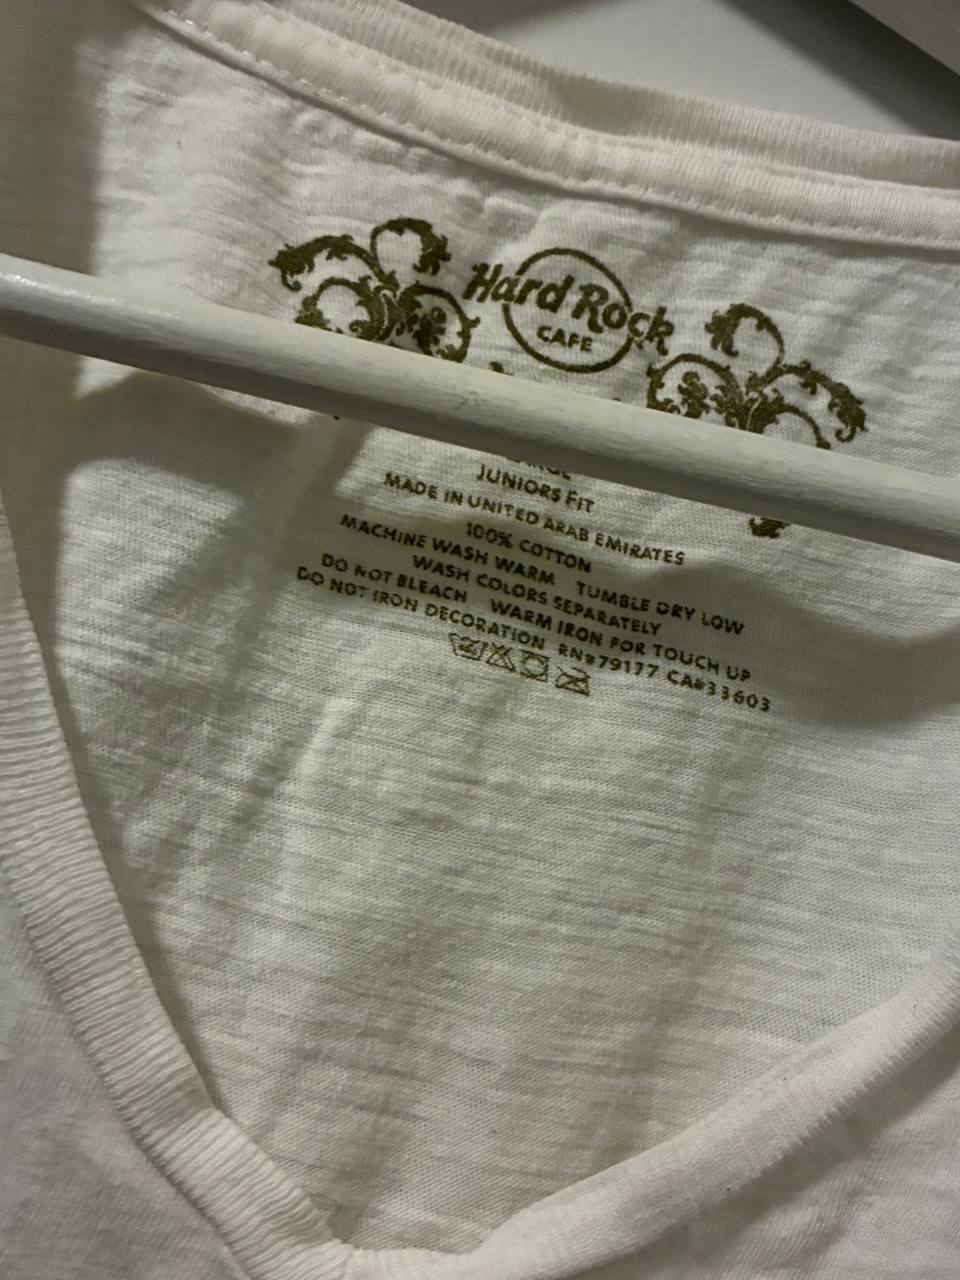 Hard Rock
CAFE
JUNIORS FIT
MADE IN UNITED ARAB EMIRATES
100% COTTON
MACHINE WASH WARM TUMBLE DRY LOW
WASH COLORS SEPARATELY
DO NOT BLEACH WARM IRON FOR TOUCH UP
DO NOT IRON DECORATION RN#79177 CA#33603